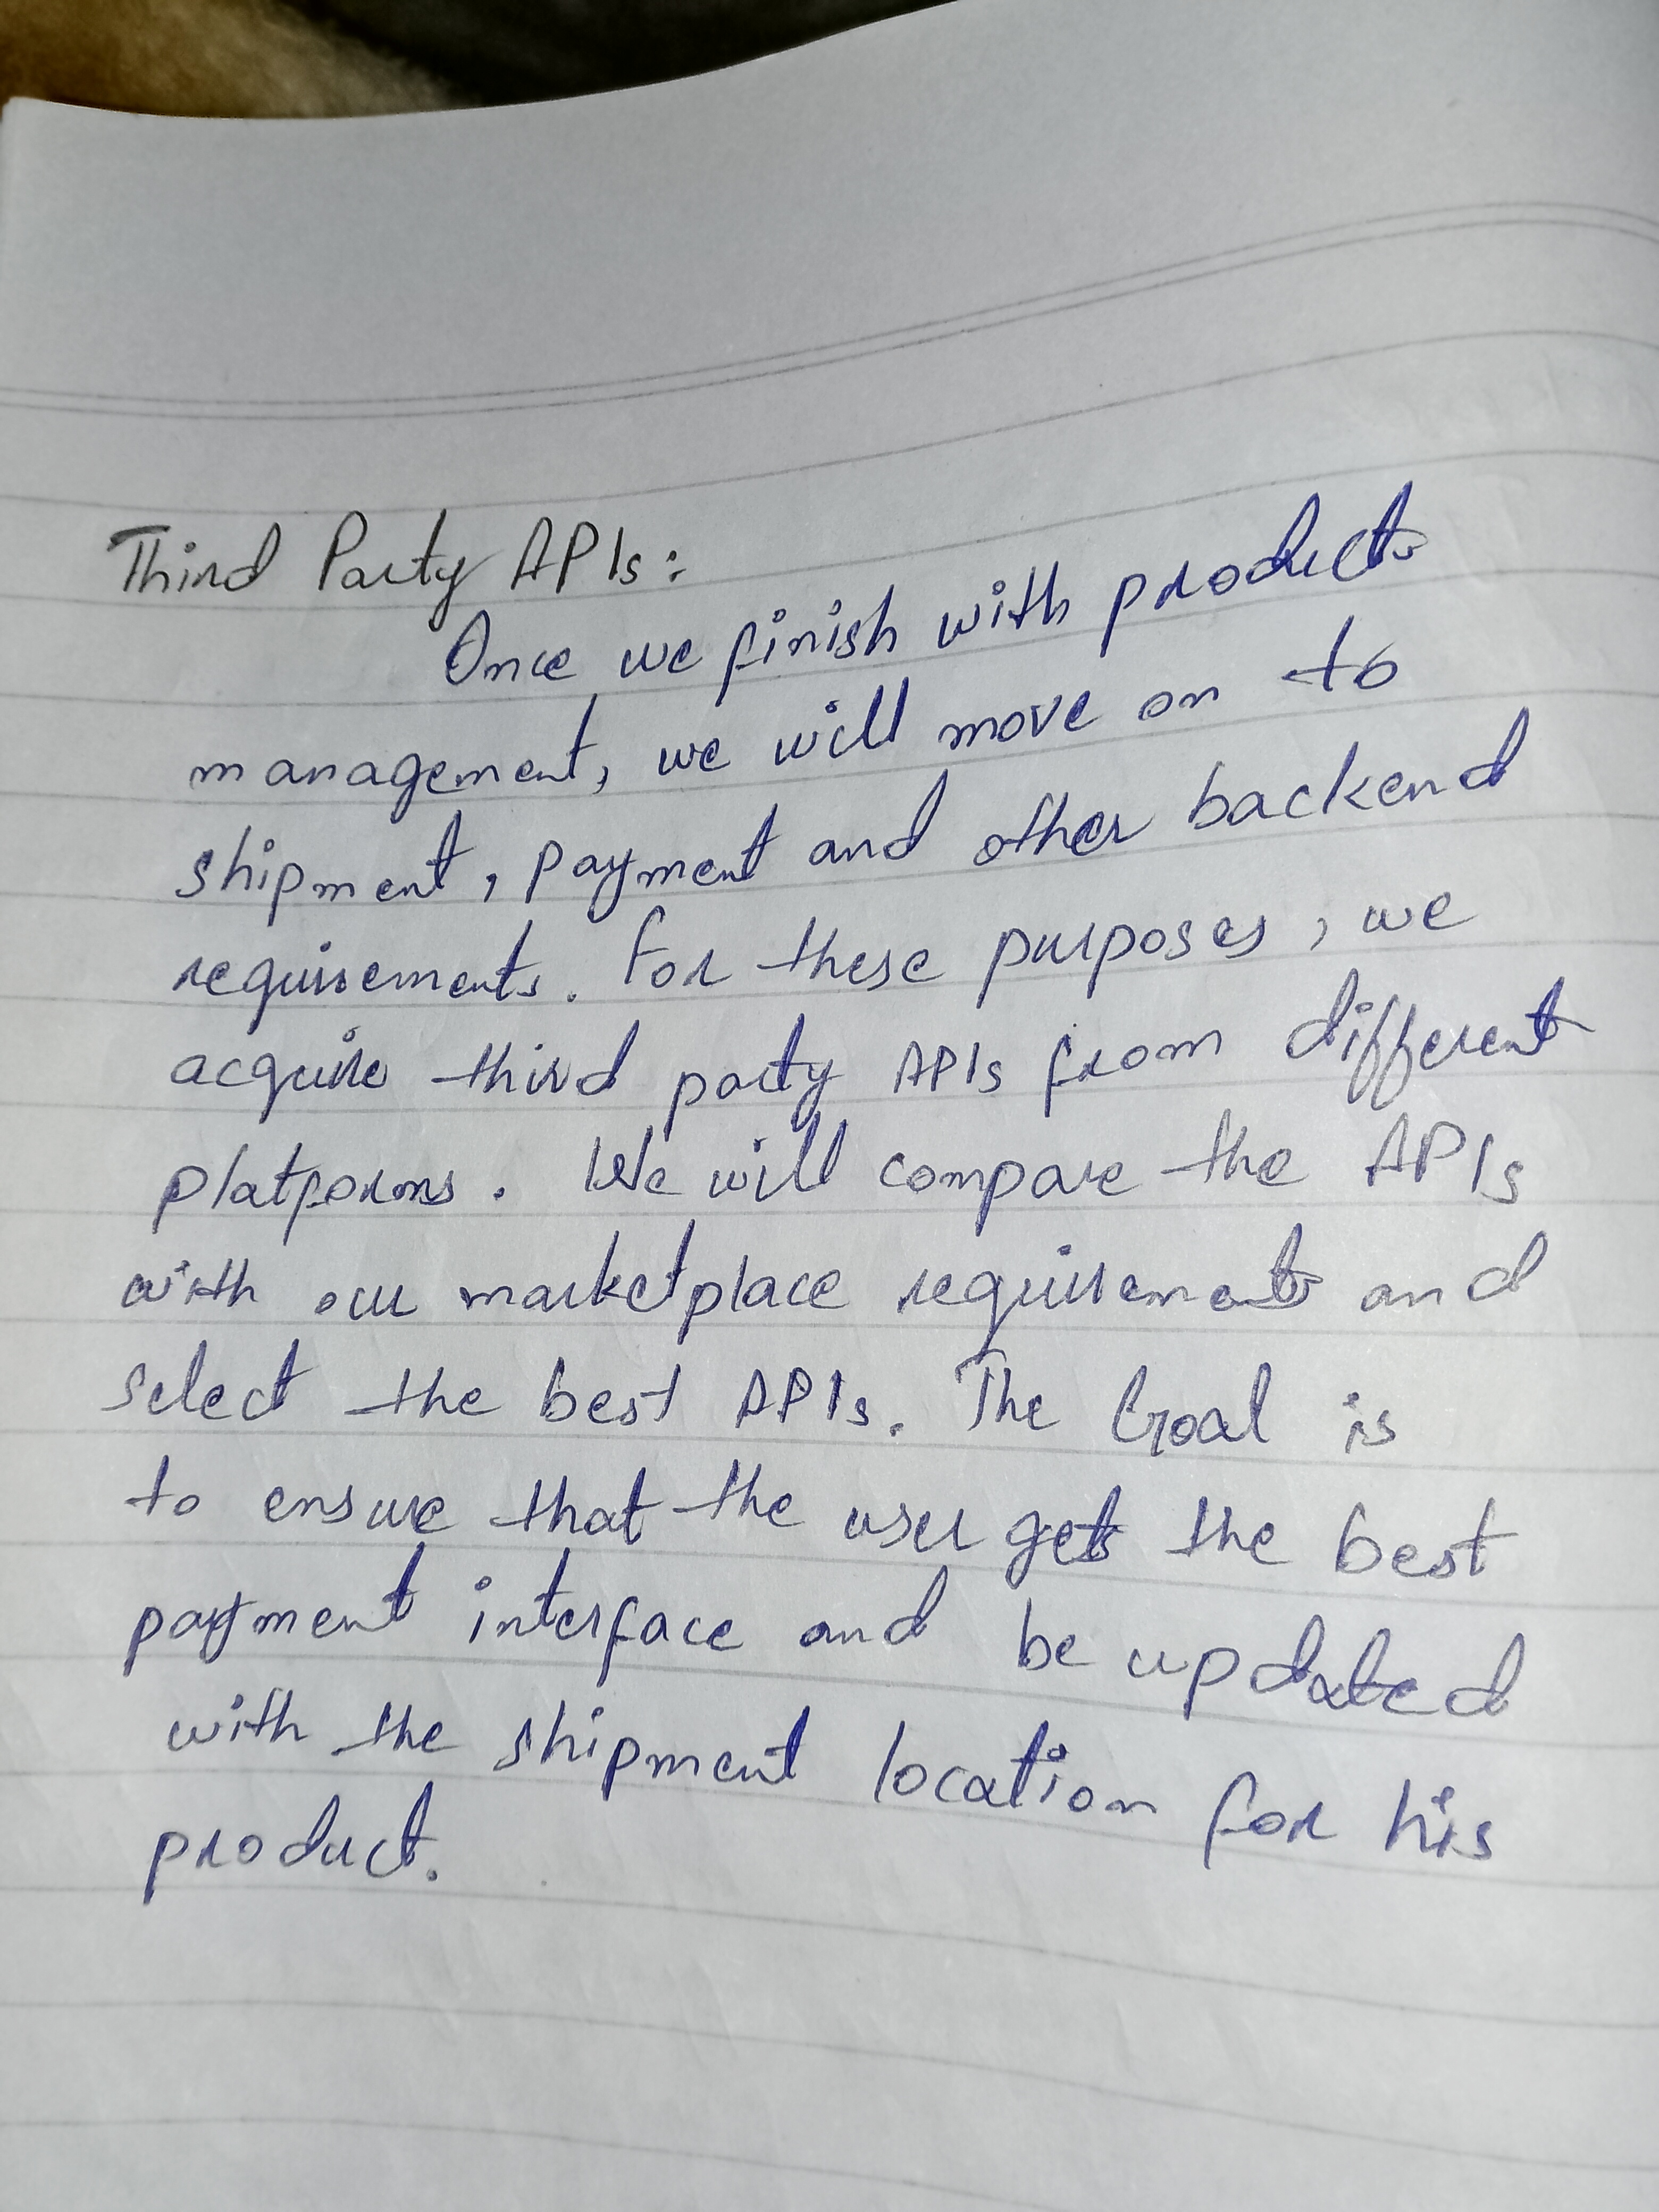 Third Party APIs:
Once we finish with products
management, we will move on to
shipment, payment and other backend
requirements. For these purposes, we
acquire third party APIs from different
platforms. We will compare the APIs
with our marketplace requirements and
select the best APIs. The Goal is
to ensure that the user gets the best
payment interface and be updated
with the shipment location for his
product.